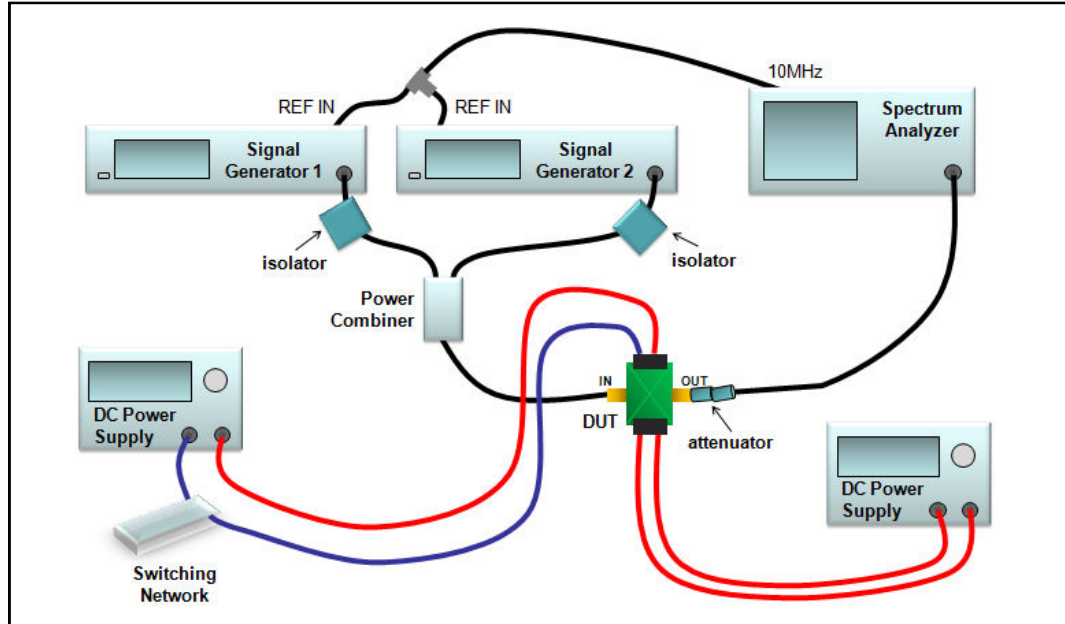 10MHz
REF IN
REF IN
Spectrum
Analyzer
Signal
Generator 1
Signal
Generator 2
isolator
isolator
Power
Combiner
IN
OUT
DUT
attenuator
DC Power
Supply
DC Power
Supply
Switching
Network